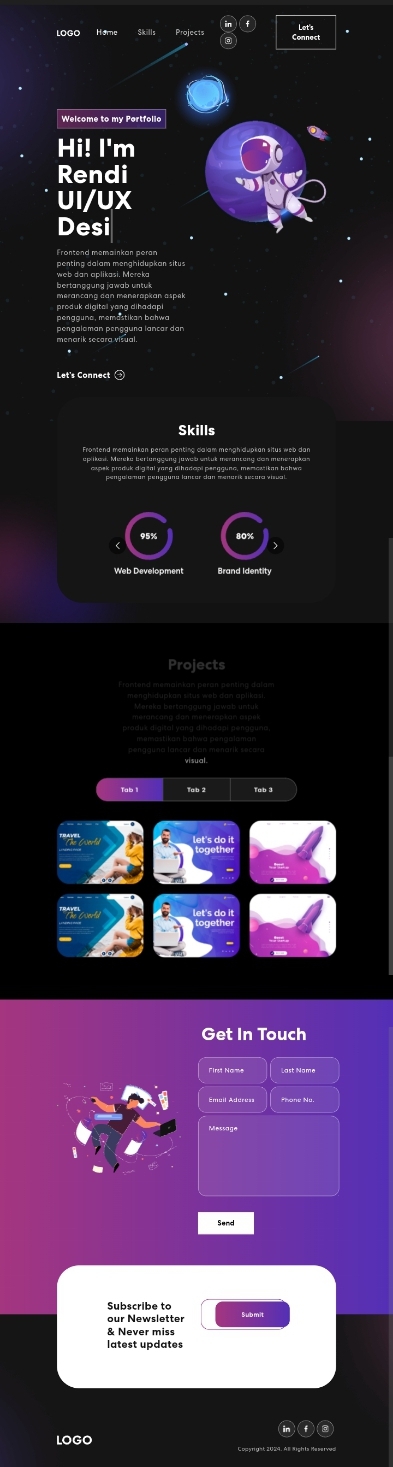 LOGO
Home
Skills
Projects
Let's
Connect
Welcome to my Portfolio
Hi! I'm
Rendi
UI/UX
Desi
Frontend memainkan peran
penting dalam menghidupkan situs
web dan aplikasi. Mereka
bertanggung jawab untuk
merancang dan menerapkan aspek
produk digital yang dihadapi
pengguna, memastikan bahwa
pengalaman pengguna lancar dan
menarik secara visual.
Let's Connect
Skills
Frontend memainkan peran penting dalam menghidupkan situs web dan
aplikasi. Mereka bertanggung jawab untuk merancang dan menerapkan
aspek produk digital yang dihadapi pengguna, memastikan bahwa
pengalaman pengguna lancar dan menarik secara visual.
95%
80%
Web Development
Brand Identity
Projects
Frontend memainkan peran penting dalam
menghidupkan situs web dan aplikasi.
Mereka bertanggung jawab untuk
merancang dan menerapkan aspek
produk digital yang dihadapi pengguna,
memastikan bahwa pengalaman
pengguna lancar dan menarik secara
visual.
Tab 1
Tab 2
Tab 3
TRAVEL
The World
let's do it
together
TRAVEL
The World
let's do it
together
Get In Touch
First Name
Last Name
Email Address
Phone No.
Message
Send
Subscribe to
our Newsletter
& Never miss
latest updates
Submit
LOGO
Copyright 2024. All Rights Reserved